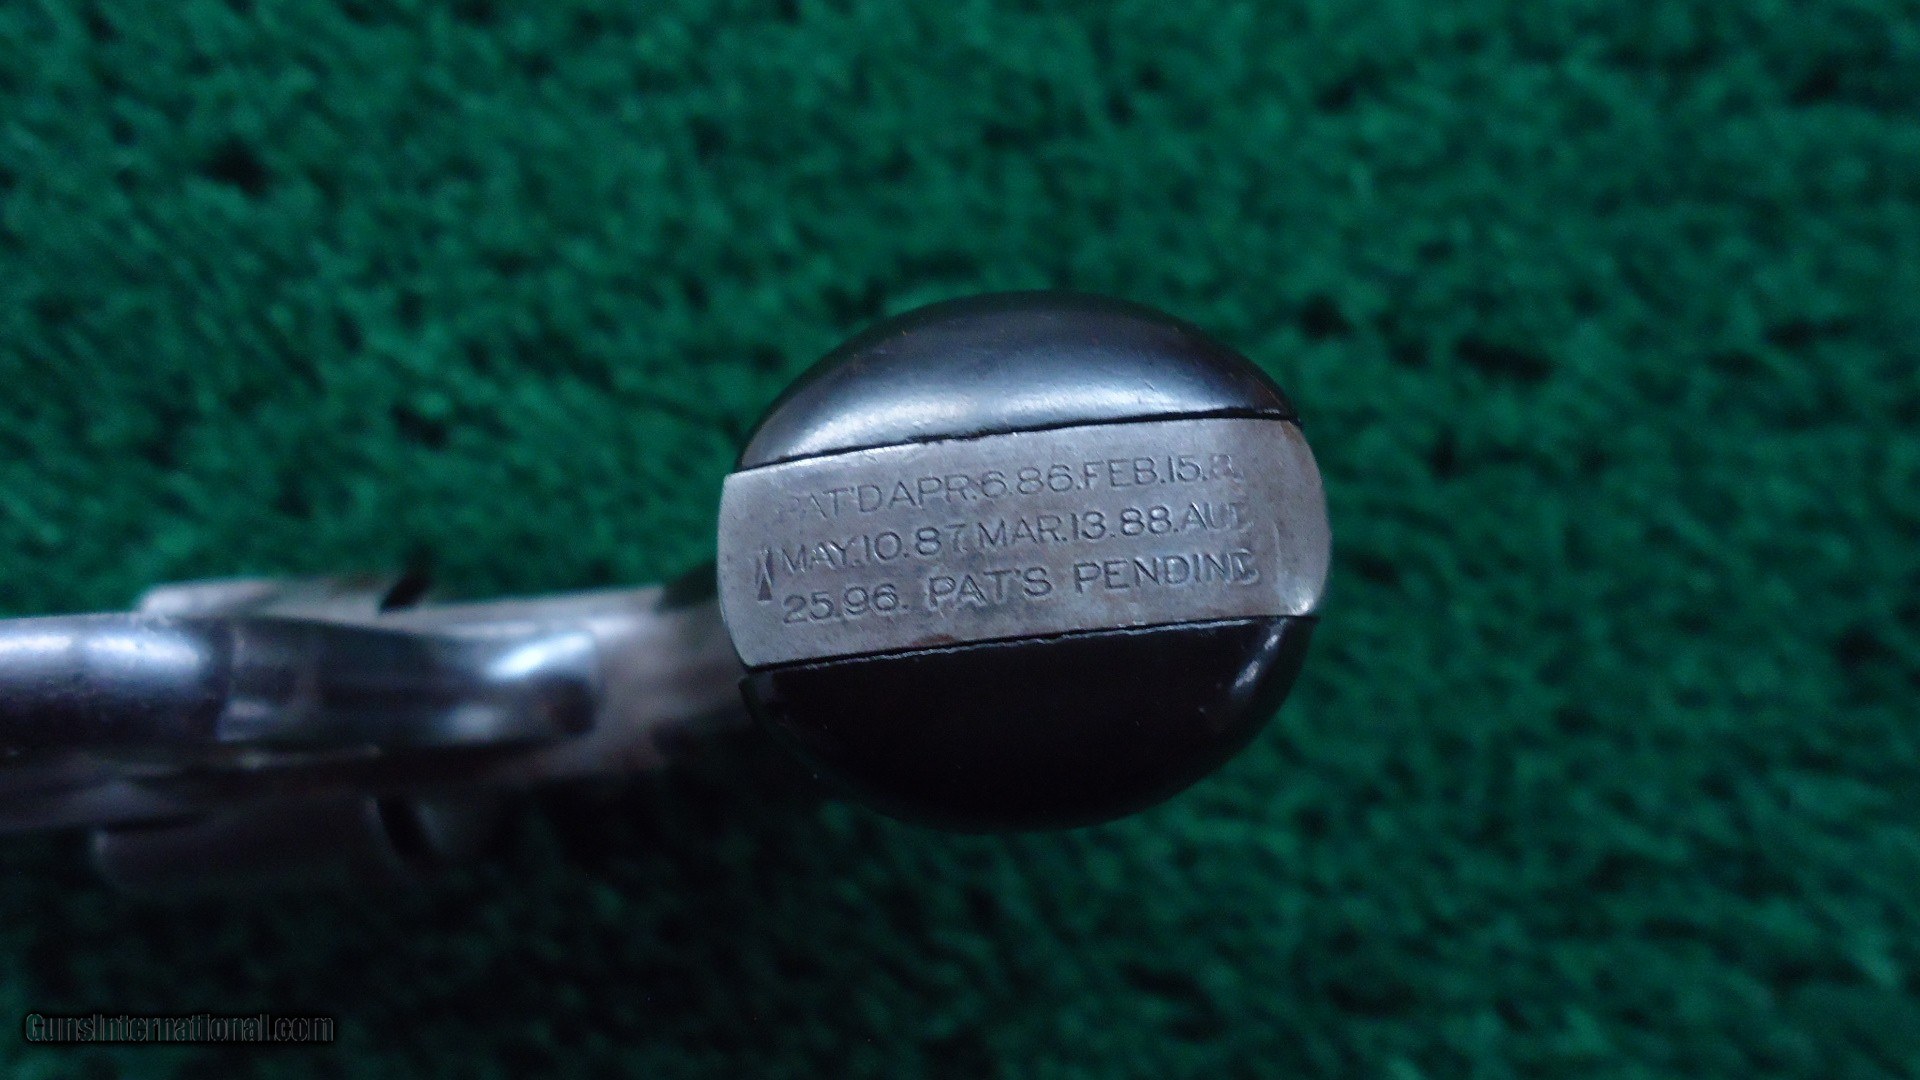 PAT'D APR.6.86.FEB.15.8
MAY.10.87 MAR.13.88.AUG
25.96. PAT'S PENDING
GunsInternational.com